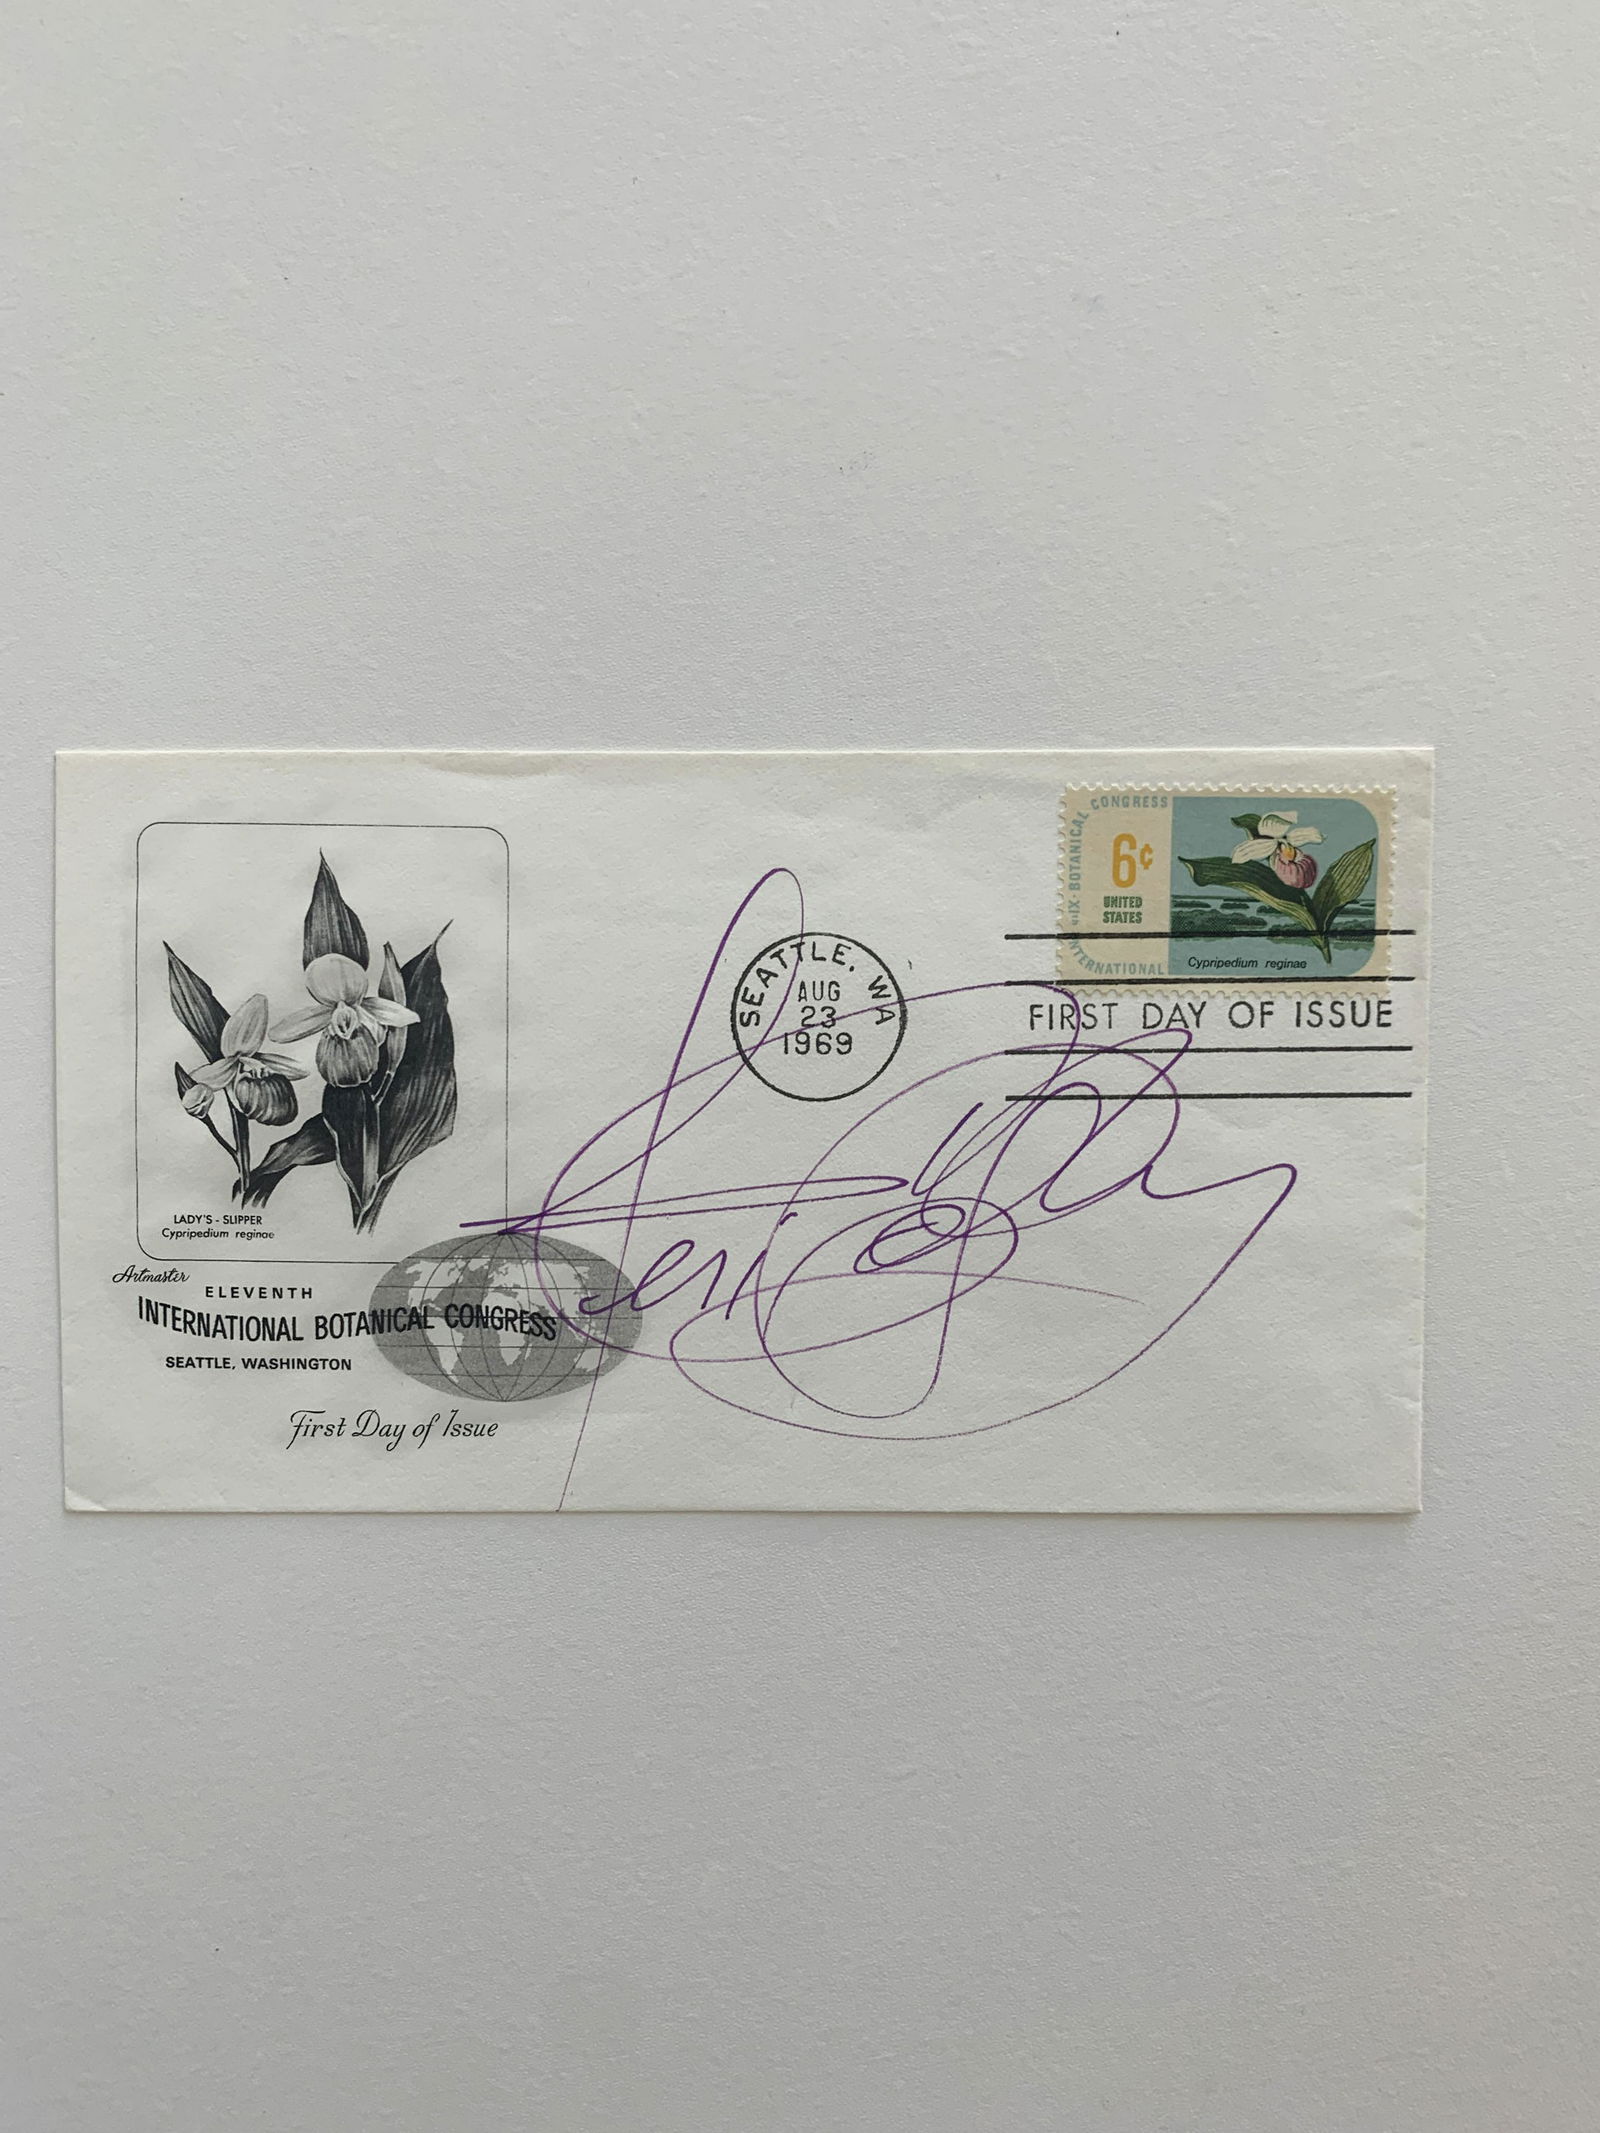 LADY'S - SLIPPER
Cypripedium reginae
Artmaster
ELEVENTH
INTERNATIONAL BOTANICAL CONGRESS
SEATTLE, WASHINGTON
First Day of Issue
SEATTLE, WA
AUG
23
1969
XI • BOTANICAL CONGRESS
INTERNATIONAL
6¢
UNITED
STATES
Cypripedium reginae
FIRST DAY OF ISSUE